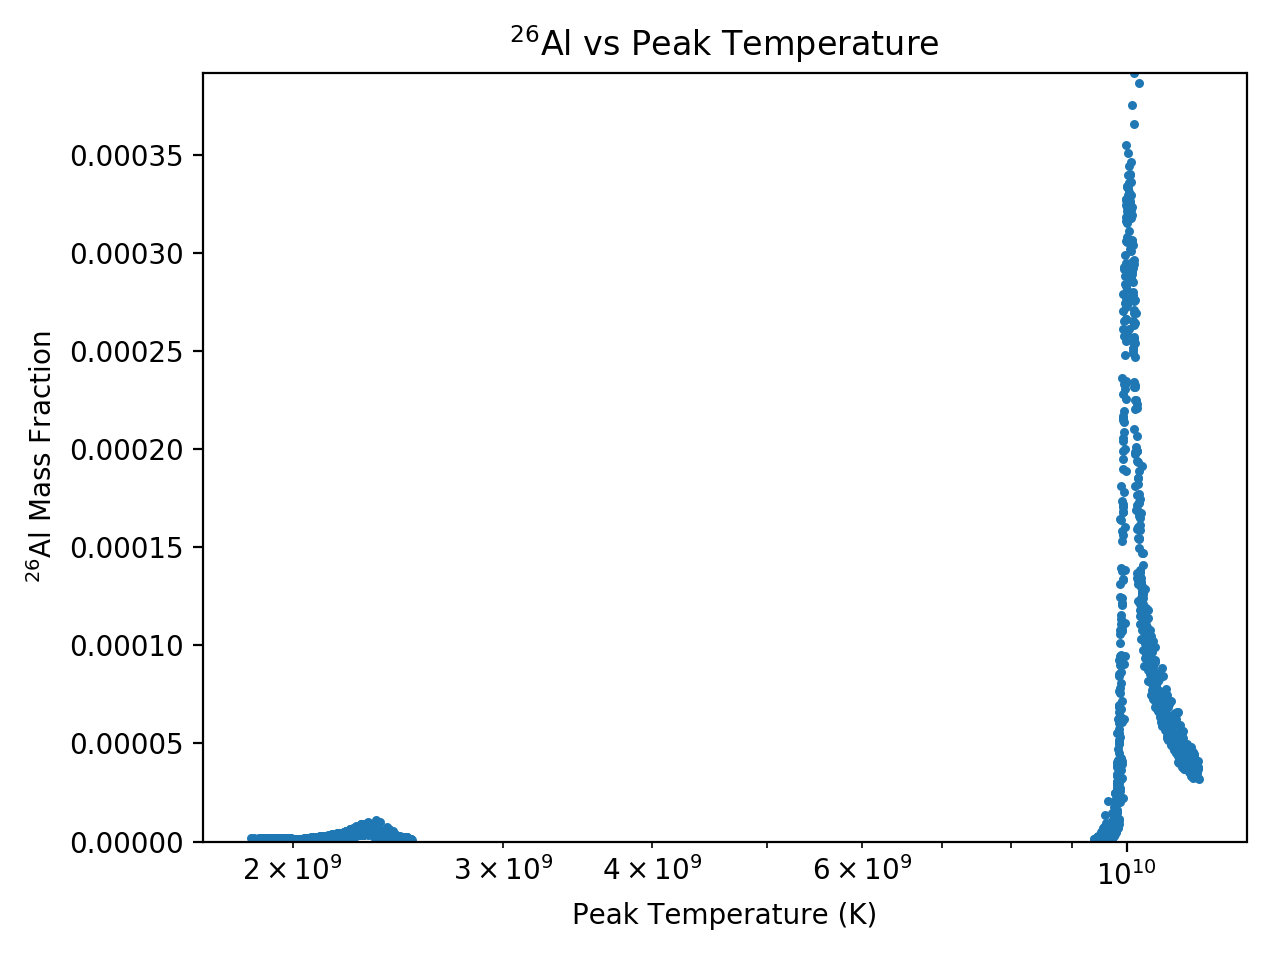 ²⁶Al vs Peak Temperature
0.00035
0.00030
0.00025
0.00020
0.00015
0.00010
0.00005
0.00000
²⁶Al Mass Fraction
2 × 10⁹ 3 × 10⁹ 4 × 10⁹ 6 × 10⁹ 10¹⁰
Peak Temperature (K)